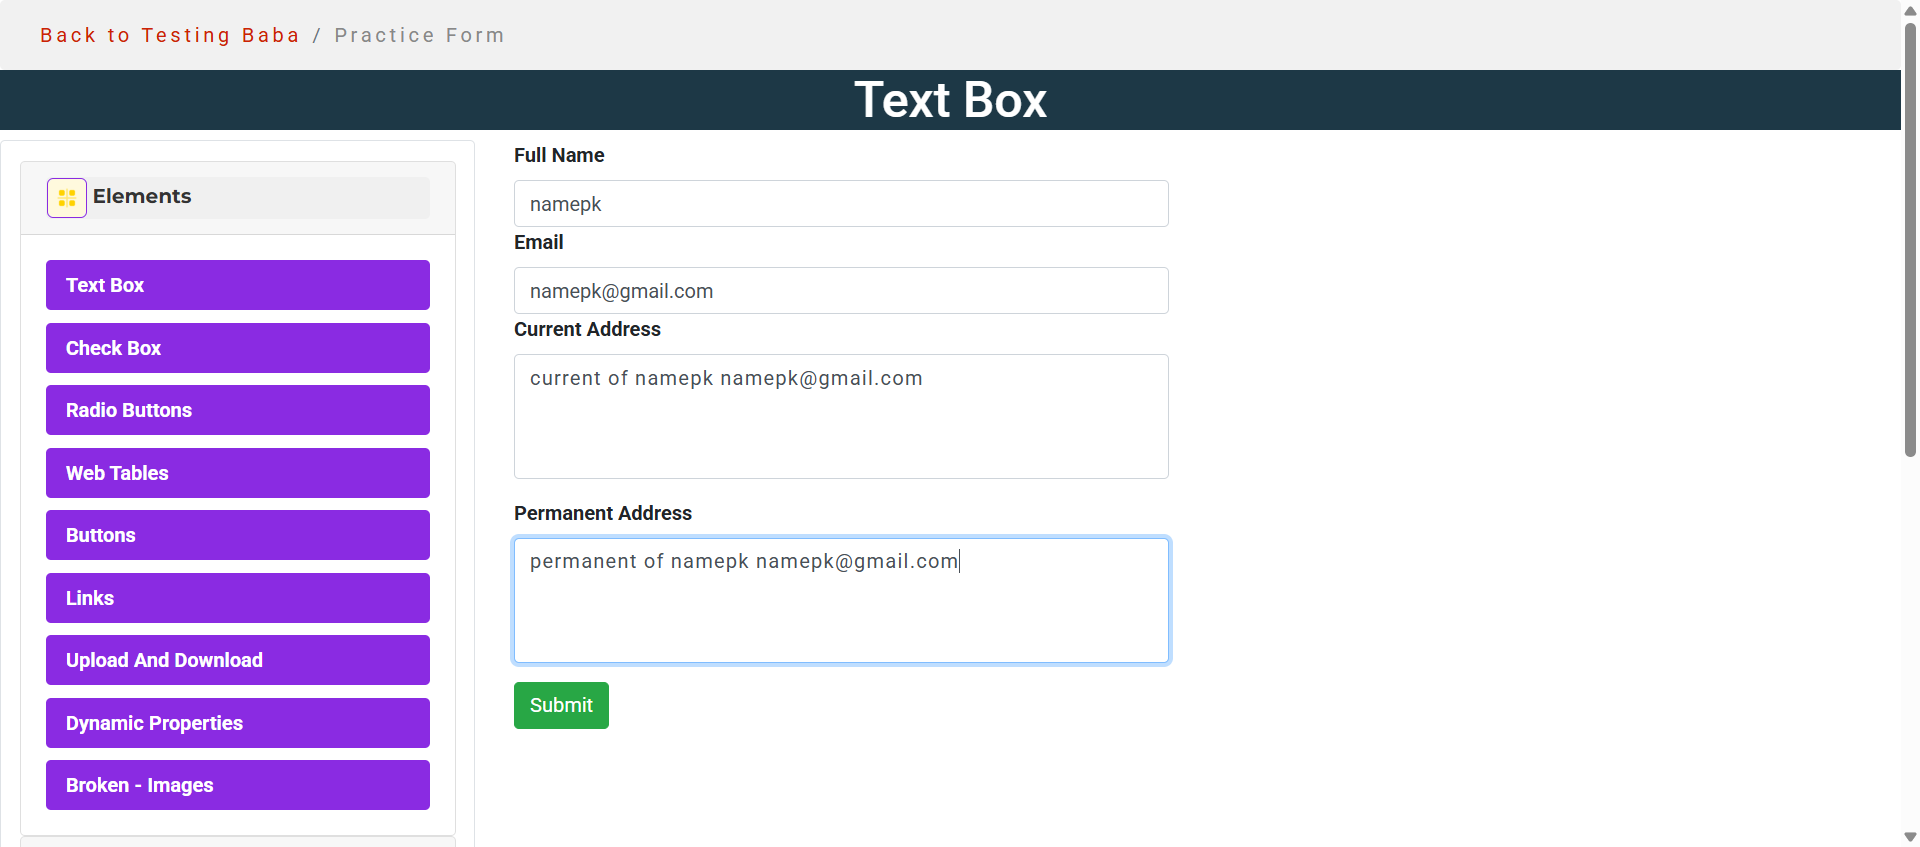 Back to Testing Baba / Practice Form
Text Box
Elements
Text Box
Check Box
Radio Buttons
Web Tables
Buttons
Links
Upload And Download
Dynamic Properties
Broken - Images
Full Name
namepk
Email
namepk@gmail.com
Current Address
current of namepk namepk@gmail.com
Permanent Address
permanent of namepk namepk@gmail.com
Submit